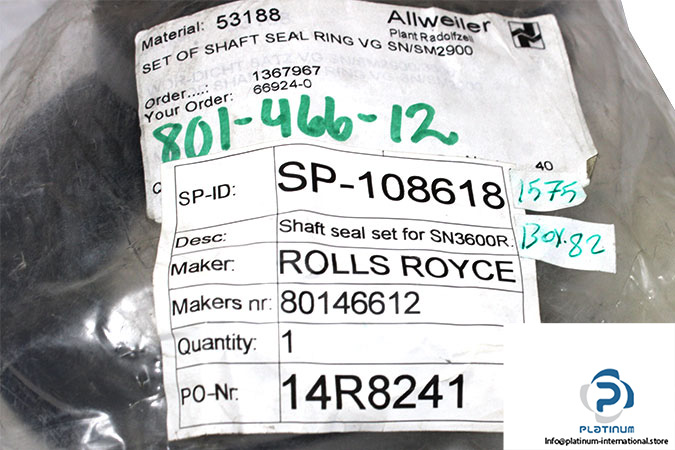 Allweiler
Plant Radolfzell
Material: 53188
SET OF SHAFT SEAL RING VG SN/SM2900
Order....: 1367967
Your Order: 66924-0
801-466-12
40
SP-ID: SP-108618
1575
Desc: Shaft seal set for SN3600R.
Box.82
Maker: ROLLS ROYCE
Makers nr: 80146612
Quantity: 1
PO-Nr. 14R8241
PLATINUM
Info@platinum-international.store